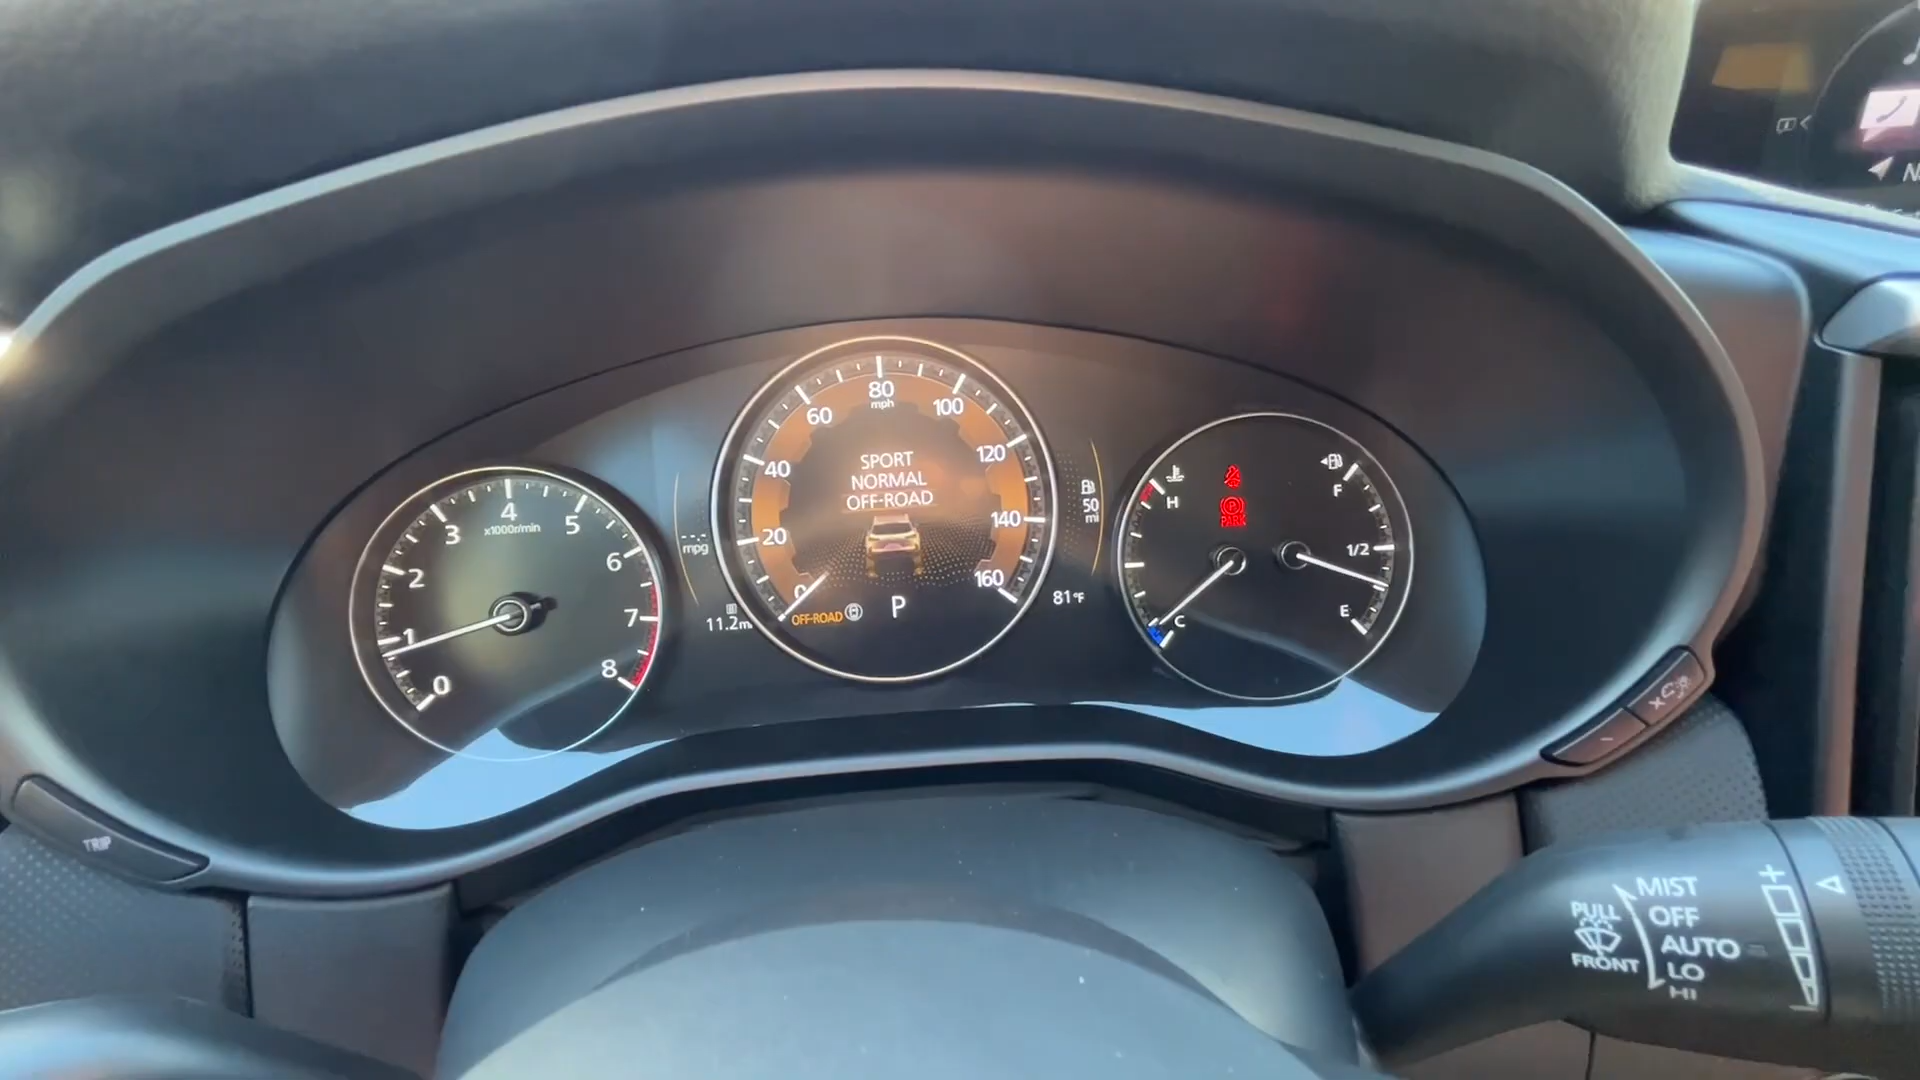 80
mph
60
100
40
120
20
140
0
160
SPORT
NORMAL
OFF-ROAD
OFF-ROAD
P
4
x1000r/min
3
5
2
6
1
7
0
8
mpg
11.2
50
mi
81°F
H
C
PARK
F
1/2
E
TRIP
MIST
OFF
AUTO
LO
HI
PULL
FRONT